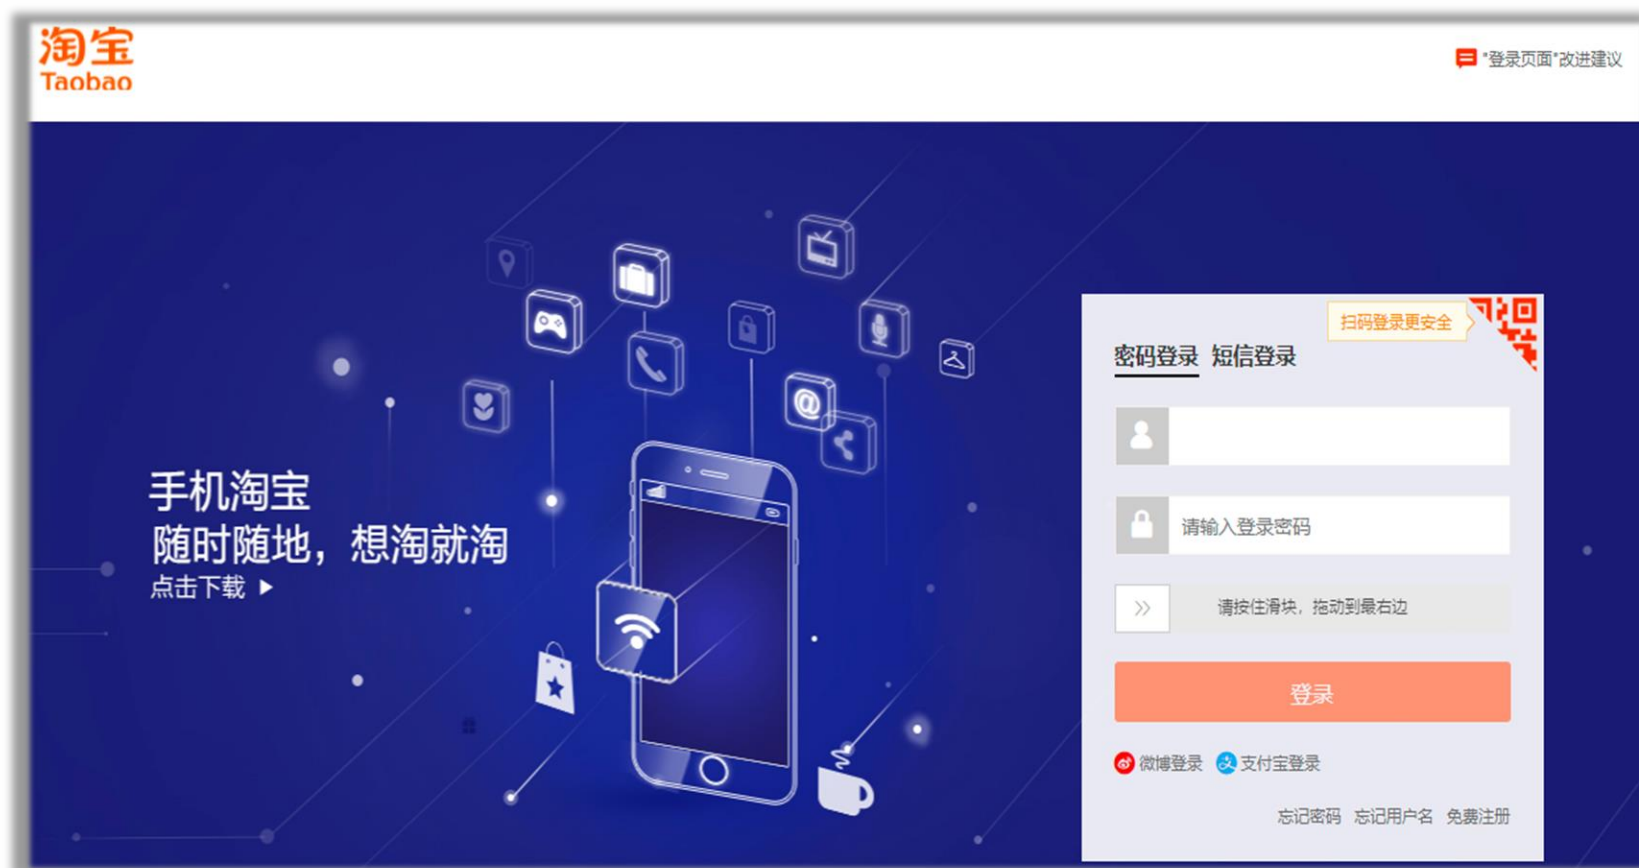 淘宝
Taobao
"登录页面"改进建议
手机淘宝
随时随地，想淘就淘
点击下载
扫码登录更安全
密码登录 短信登录
请输入登录密码
请按住滑块，拖动到最右边
登录
微博登录 支付宝登录
忘记密码 忘记用户名 免费注册